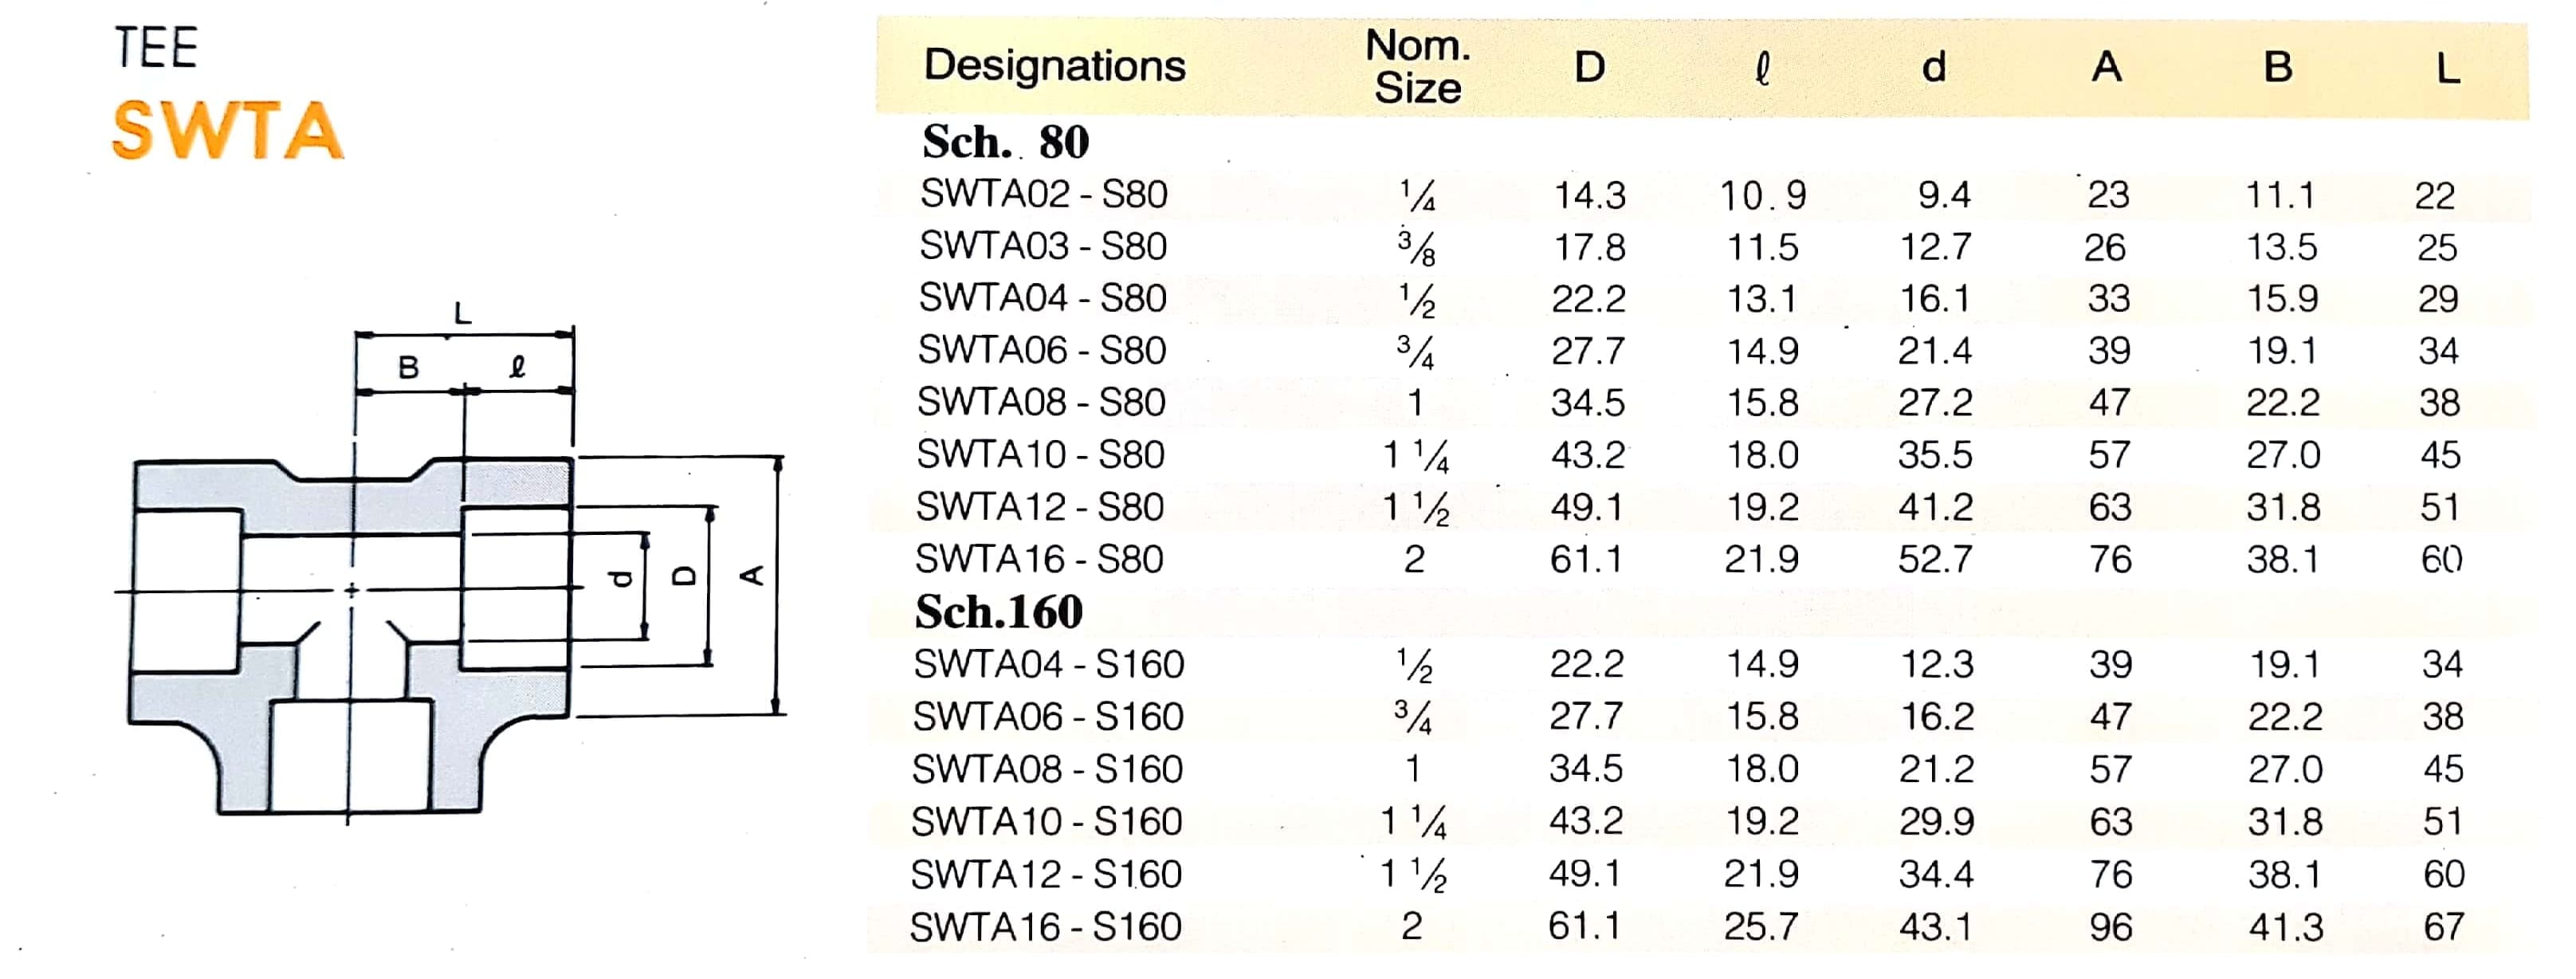 TEE
SWTA
L
B ℓ
d D A
Designations Nom. Size D ℓ d A B L
Sch. 80
SWTA02 - S80 1/4 14.3 10.9 9.4 23 11.1 22
SWTA03 - S80 3/8 17.8 11.5 12.7 26 13.5 25
SWTA04 - S80 1/2 22.2 13.1 16.1 33 15.9 29
SWTA06 - S80 3/4 27.7 14.9 21.4 39 19.1 34
SWTA08 - S80 1 34.5 15.8 27.2 47 22.2 38
SWTA10 - S80 1 1/4 43.2 18.0 35.5 57 27.0 45
SWTA12 - S80 1 1/2 49.1 19.2 41.2 63 31.8 51
SWTA16 - S80 2 61.1 21.9 52.7 76 38.1 60
Sch.160
SWTA04 - S160 1/2 22.2 14.9 12.3 39 19.1 34
SWTA06 - S160 3/4 27.7 15.8 16.2 47 22.2 38
SWTA08 - S160 1 34.5 18.0 21.2 57 27.0 45
SWTA10 - S160 1 1/4 43.2 19.2 29.9 63 31.8 51
SWTA12 - S160 1 1/2 49.1 21.9 34.4 76 38.1 60
SWTA16 - S160 2 61.1 25.7 43.1 96 41.3 67